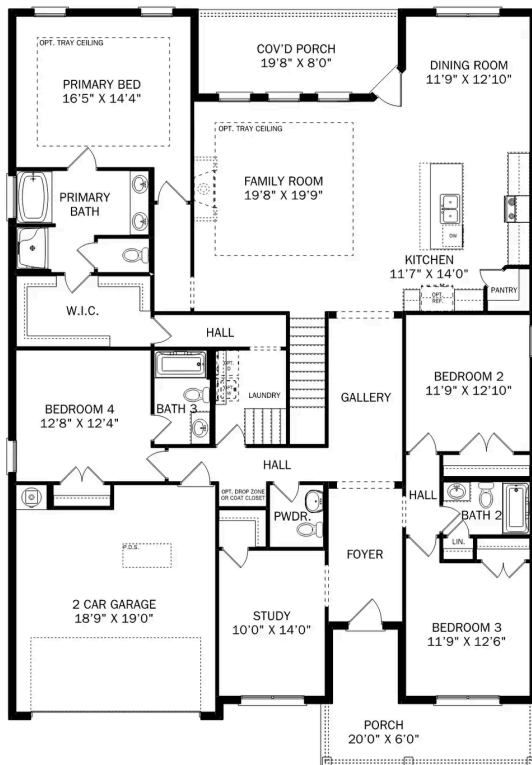 OPT. TRAY CEILING
PRIMARY BED
16'5" X 14'4"
COV'D PORCH
19'8" X 8'0"
DINING ROOM
11'9" X 12'10"
OPT. TRAY CEILING
FAMILY ROOM
19'8" X 19'9"
PRIMARY
BATH
DW
KITCHEN
11'7" X 14'0"
PANTRY
OPT.
REF.
W.I.C.
HALL
BEDROOM 4
12'8" X 12'4"
BATH 3
LAUNDRY
GALLERY
BEDROOM 2
11'9" X 12'10"
HALL
OPT. DROP ZONE
OR COAT CLOSET
PWDR.
HALL
BATH 2
LIN.
FOYER
P.D.S.
2 CAR GARAGE
18'9" X 19'0"
STUDY
10'0" X 14'0"
BEDROOM 3
11'9" X 12'6"
PORCH
20'0" X 6'0"